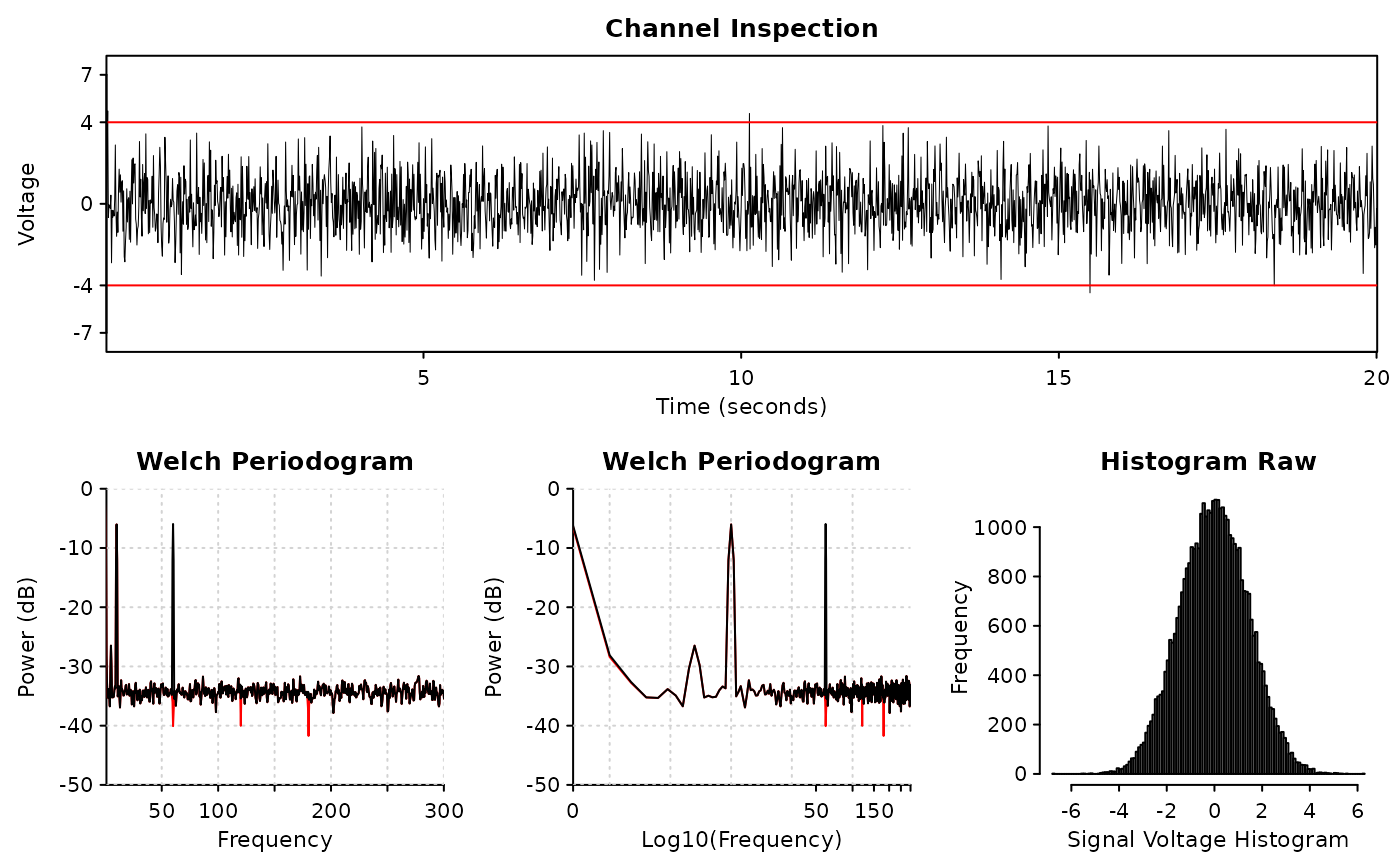 Channel Inspection
Voltage
7
4
0
-4
-7
5 10 15 20
Time (seconds)
Welch Periodogram
Power (dB)
0
-10
-20
-30
-40
-50
50 100 200 300
Frequency
Welch Periodogram
Power (dB)
0
-10
-20
-30
-40
-50
0 50 150
Log10(Frequency)
Histogram Raw
Frequency
1000
800
600
400
200
0
-6 -4 -2 0 2 4 6
Signal Voltage Histogram